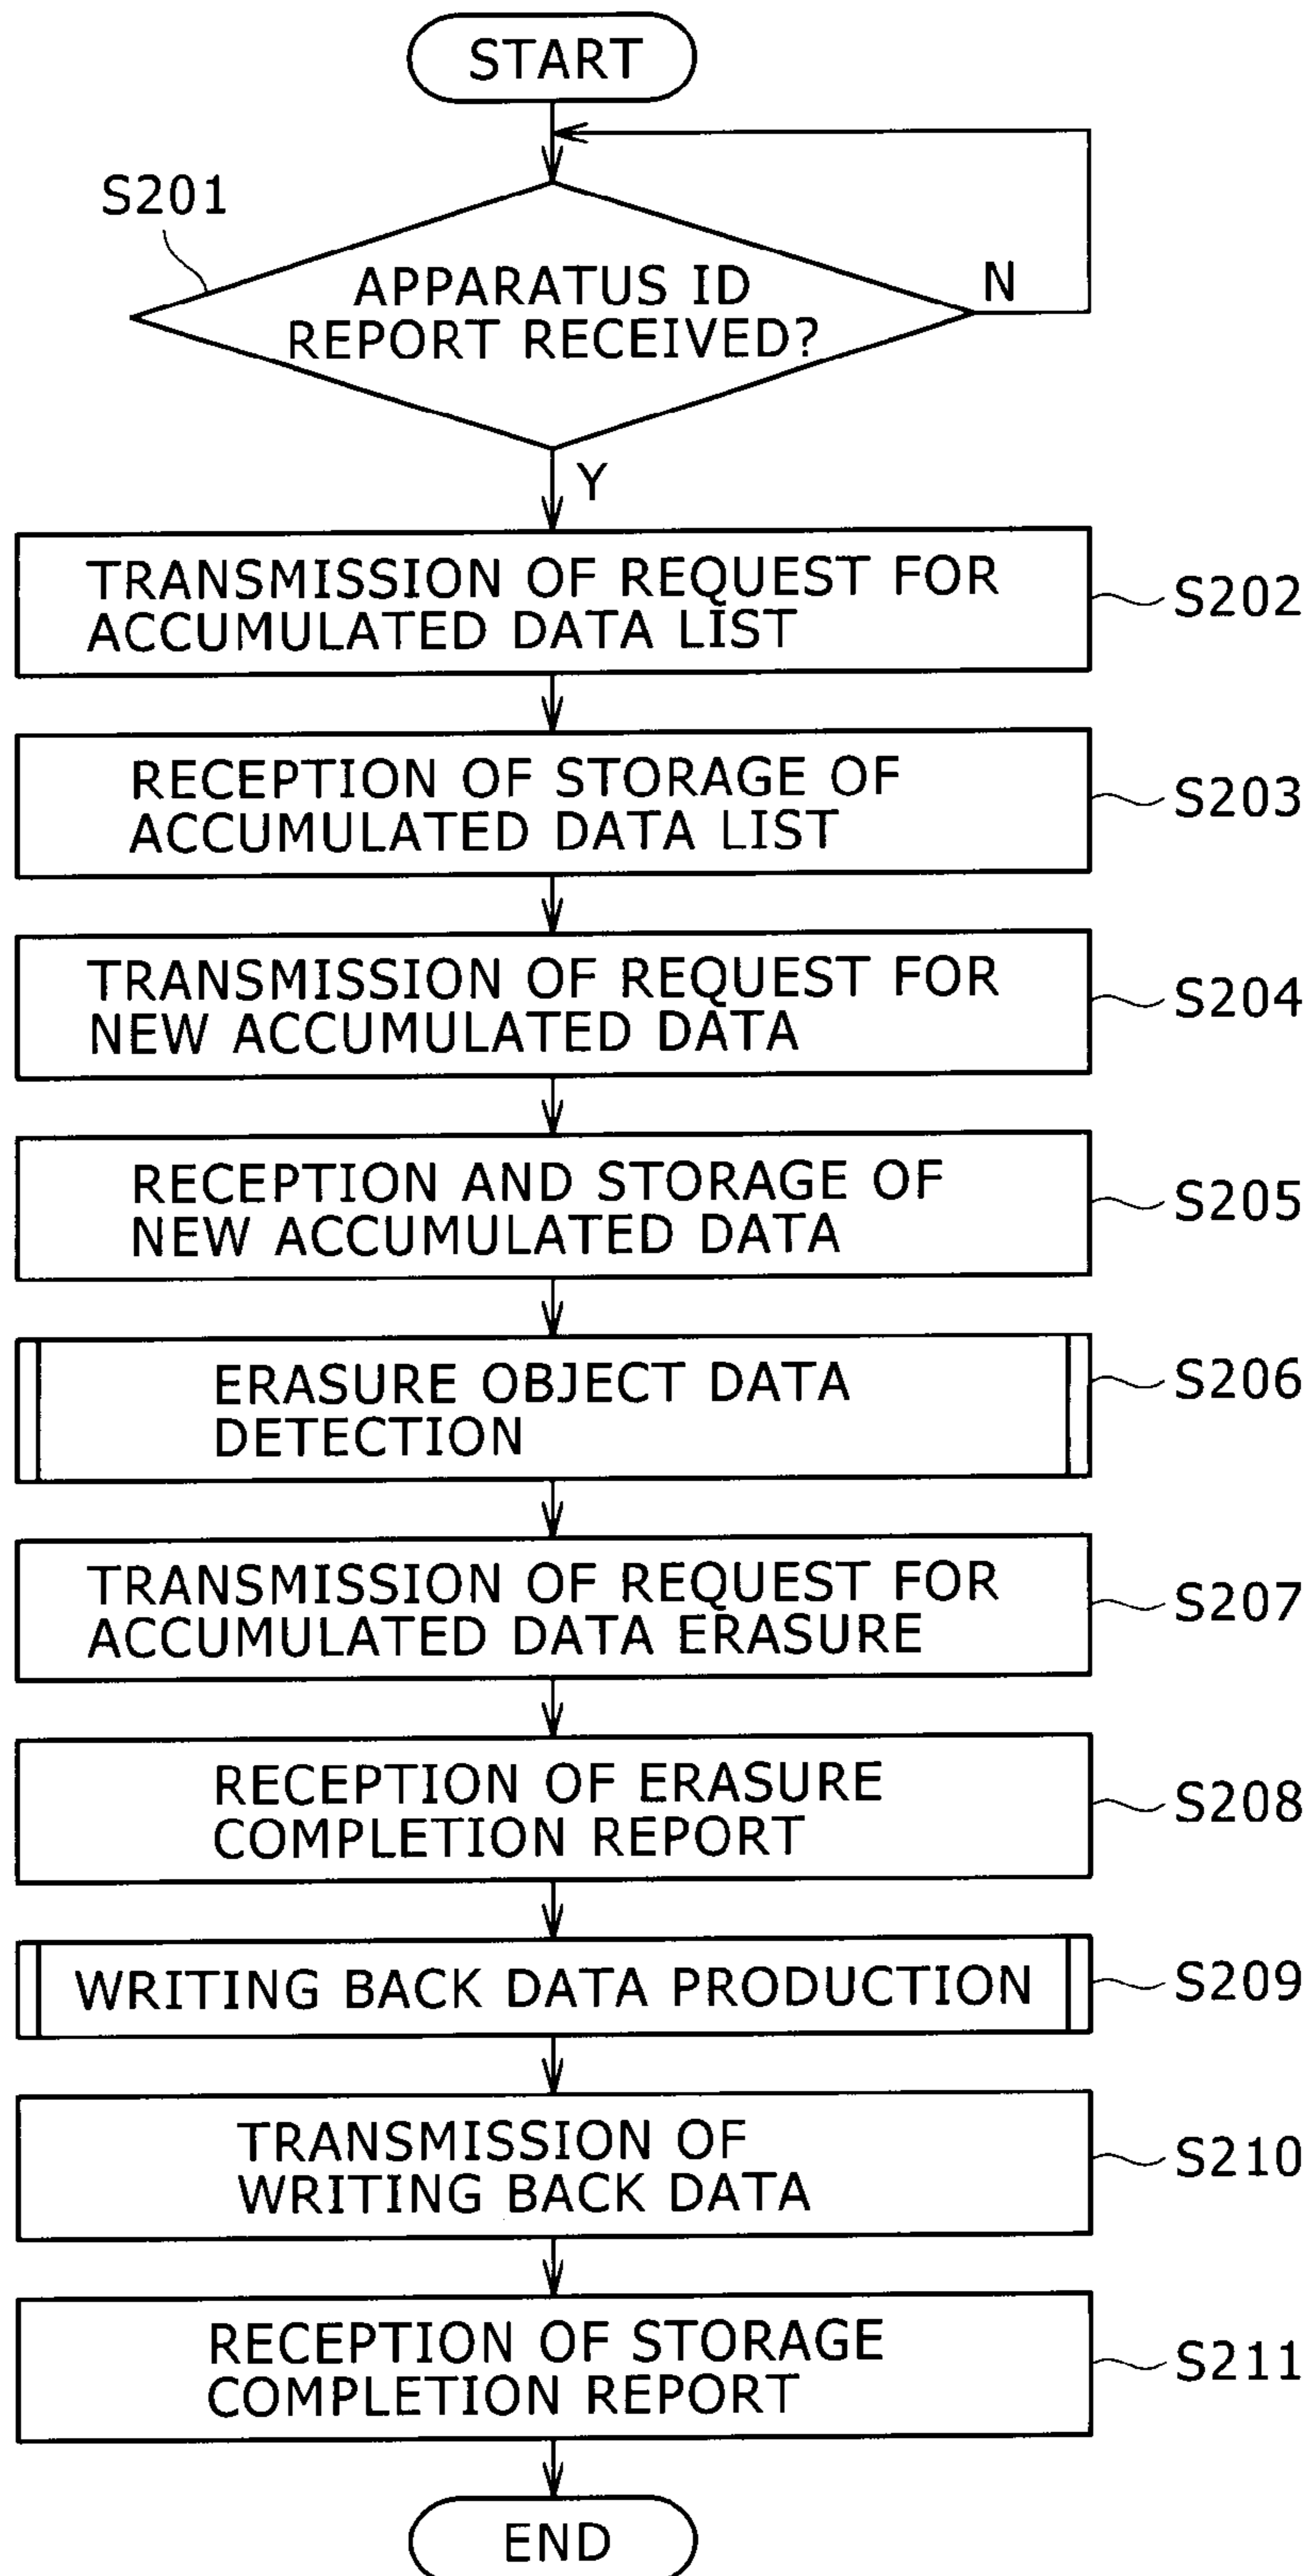 START
S201
APPARATUS ID
REPORT RECEIVED?
N
Y
TRANSMISSION OF REQUEST FOR
ACCUMULATED DATA LIST
S202
RECEPTION OF STORAGE OF
ACCUMULATED DATA LIST
S203
TRANSMISSION OF REQUEST FOR
NEW ACCUMULATED DATA
S204
RECEPTION AND STORAGE OF
NEW ACCUMULATED DATA
S205
ERASURE OBJECT DATA
DETECTION
S206
TRANSMISSION OF REQUEST FOR
ACCUMULATED DATA ERASURE
S207
RECEPTION OF ERASURE
COMPLETION REPORT
S208
WRITING BACK DATA PRODUCTION
S209
TRANSMISSION OF
WRITING BACK DATA
S210
RECEPTION OF STORAGE
COMPLETION REPORT
S211
END